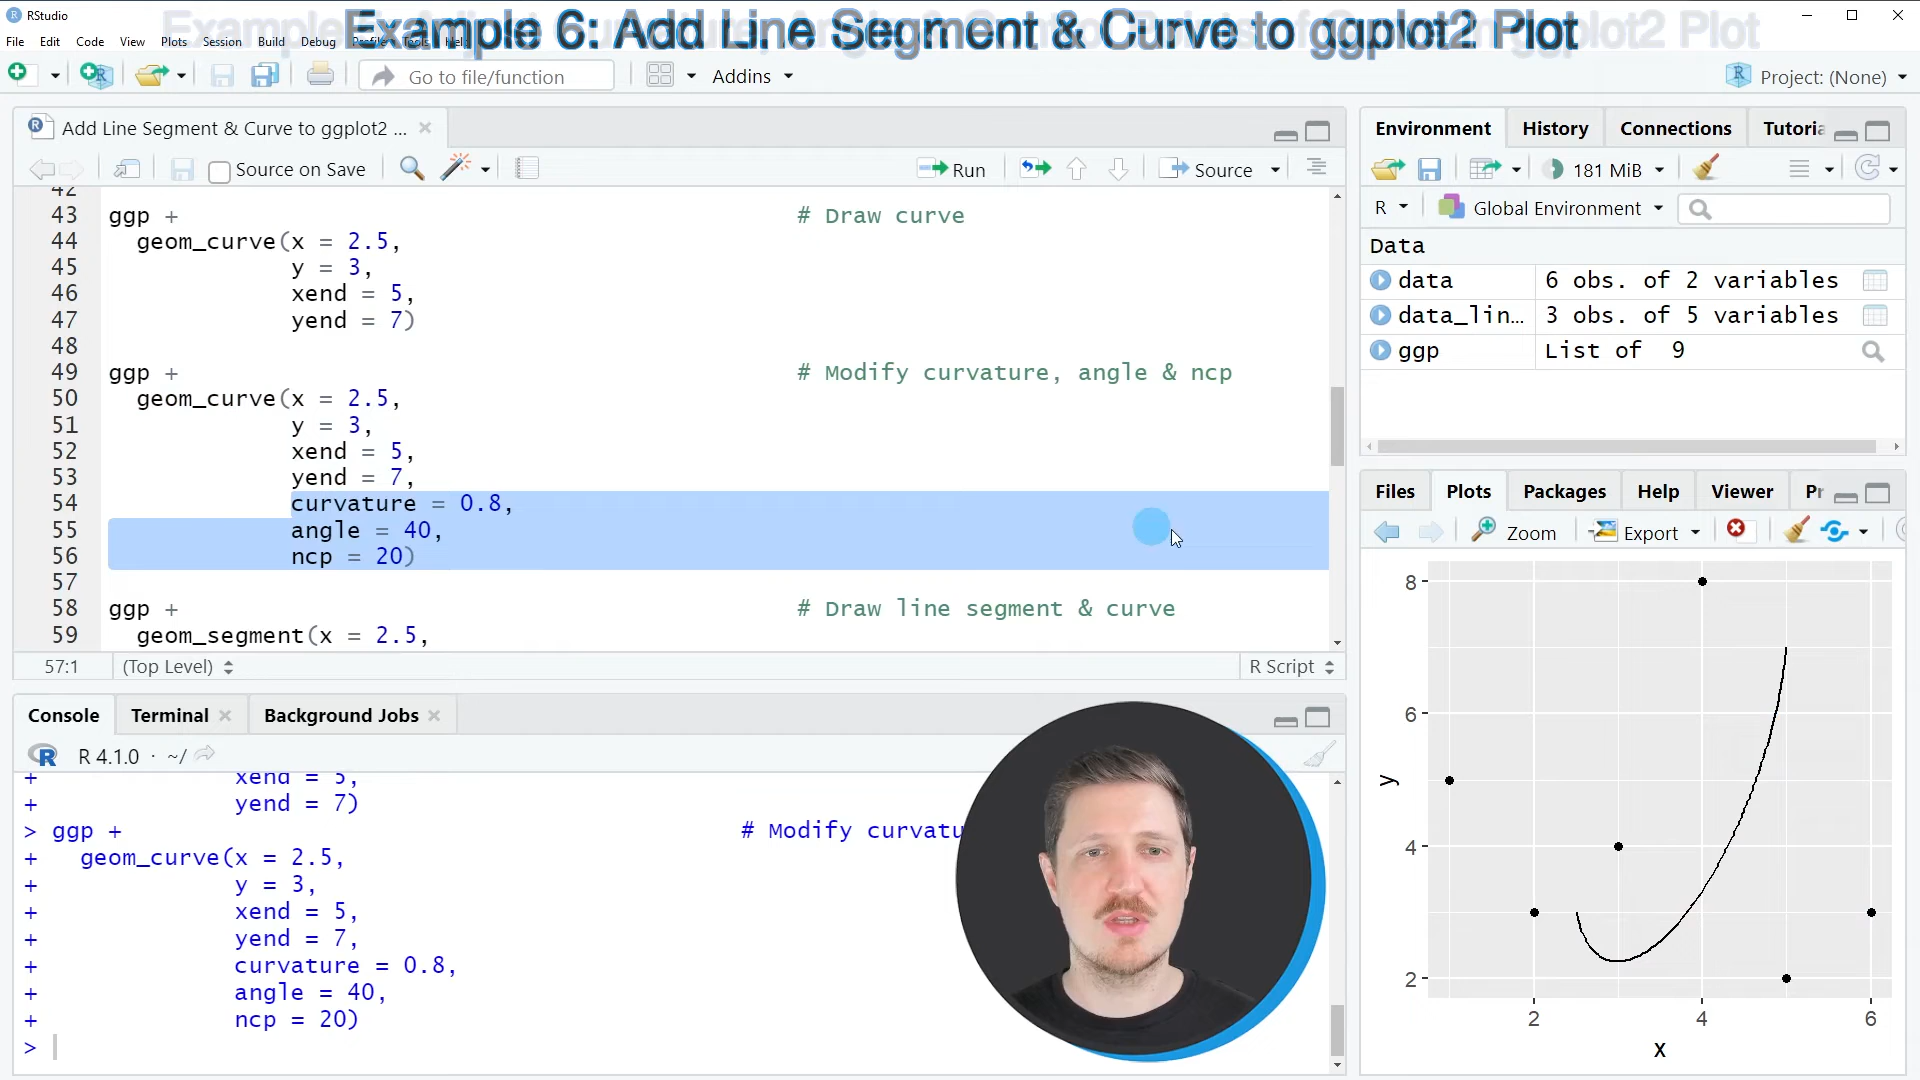 RStudio
Example 6: Add Line Segment & Curve to ggplot2 Plot
File Edit Code View Plots Session Build Debug Profile Tools Help
Go to file/function
Addins
Project: (None)
Add Line Segment & Curve to ggplot2 ...
Source on Save
Run
Source
42
43 ggp + # Draw curve
44 geom_curve(x = 2.5,
45 y = 3,
46 xend = 5,
47 yend = 7)
48
49 ggp + # Modify curvature, angle & ncp
50 geom_curve(x = 2.5,
51 y = 3,
52 xend = 5,
53 yend = 7,
54 curvature = 0.8,
55 angle = 40,
56 ncp = 20)
57
58 ggp + # Draw line segment & curve
59 geom_segment(x = 2.5,
57:1 (Top Level) R Script
Console Terminal Background Jobs
R 4.1.0 · ~/
+ xend = 5,
+ yend = 7)
> ggp + # Modify curvatu
+ geom_curve(x = 2.5,
+ y = 3,
+ xend = 5,
+ yend = 7,
+ curvature = 0.8,
+ angle = 40,
+ ncp = 20)
>
Environment History Connections Tutoria
181 MiB
R Global Environment
Data
data 6 obs. of 2 variables
data_lin... 3 obs. of 5 variables
ggp List of 9
Files Plots Packages Help Viewer Pr
Zoom Export
8
6
4
2
y
2 4 6
x